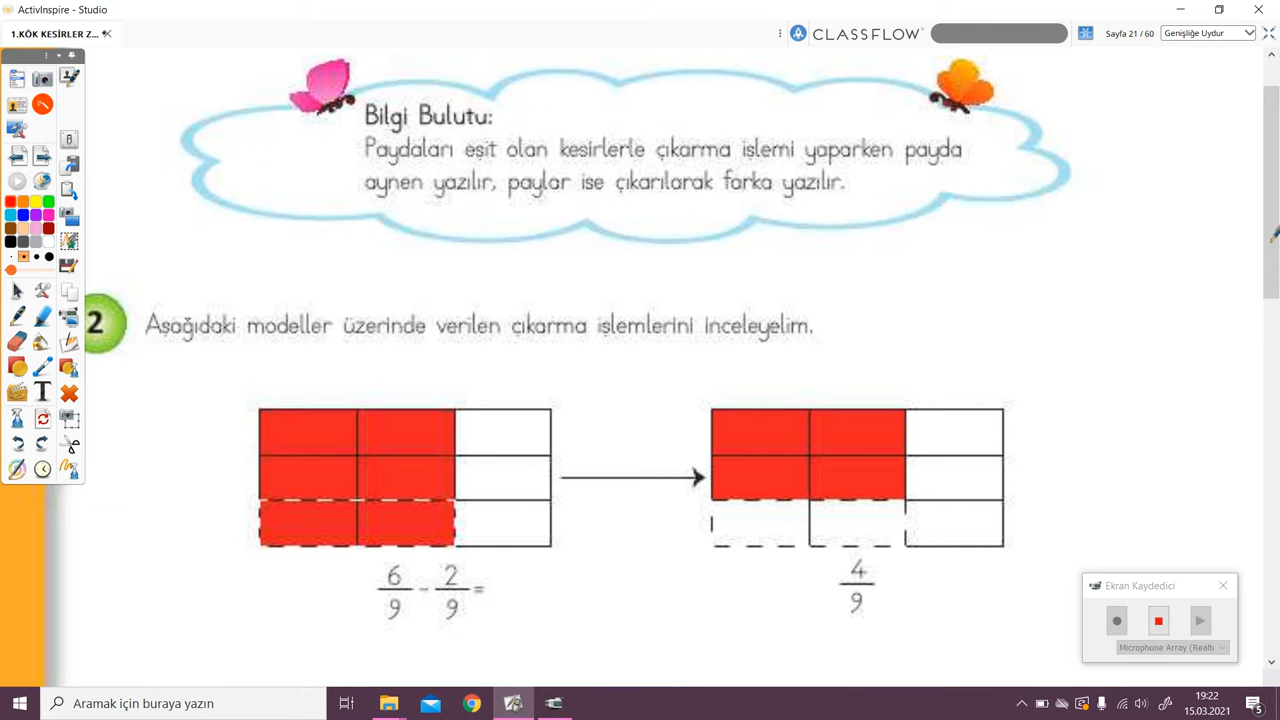 ActivInspire - Studio
1.KÖK KESİRLER Z...
CLASSFLOW
Sayfa 21 / 60
Genişliğe Uydur
Bilgi Bulutu:
Paydaları eşit olan kesirlerle çıkarma işlemi yaparken payda
aynen yazılır, paylar ise çıkarılarak farka yazılır.
2 Aşağıdaki modeller üzerinde verilen çıkarma işlemlerini inceleyelim.
6/9 - 2/9 =
4/9
Ekran Kaydedici
Microphone Array (Realt
T
Aramak için buraya yazın
19:22
15.03.2021
5